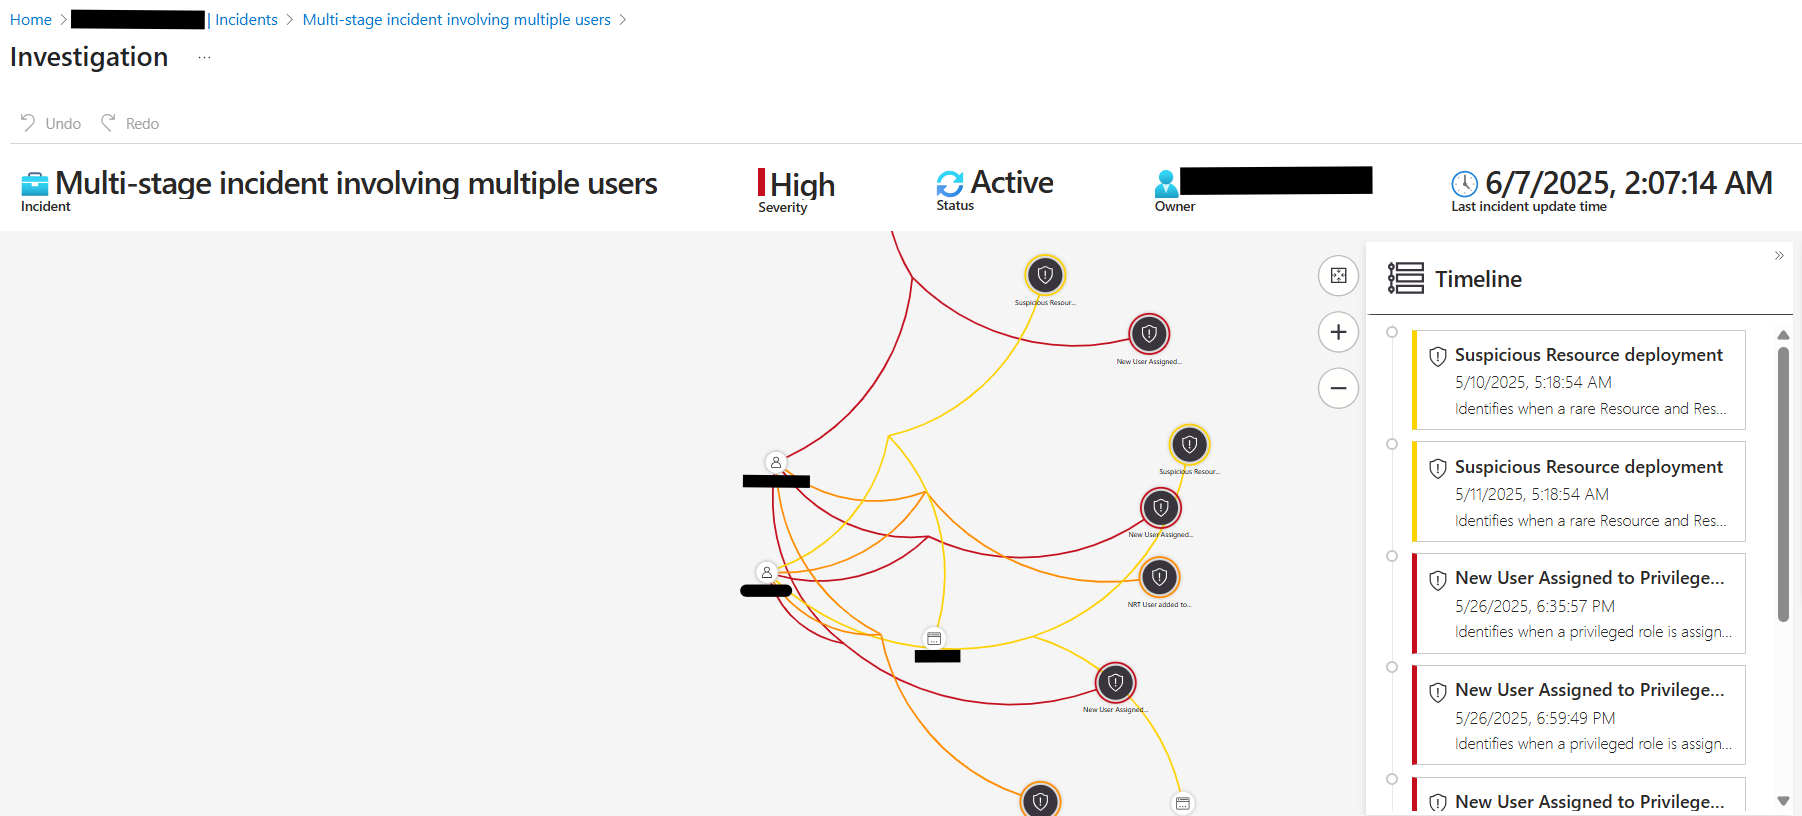 Home > | Incidents > Multi-stage incident involving multiple users >
Investigation ...
Undo Redo
Multi-stage incident involving multiple users
Incident
High
Severity
Active
Status
Owner
6/7/2025, 2:07:14 AM
Last incident update time
Suspicious Resour...
New User Assigned...
Suspicious Resour...
New User Assigned...
NRT User added to...
New User Assigned...
Timeline
Suspicious Resource deployment
5/10/2025, 5:18:54 AM
Identifies when a rare Resource and Res...
Suspicious Resource deployment
5/11/2025, 5:18:54 AM
Identifies when a rare Resource and Res...
New User Assigned to Privilege...
5/26/2025, 6:35:57 PM
Identifies when a privileged role is assign...
New User Assigned to Privilege...
5/26/2025, 6:59:49 PM
Identifies when a privileged role is assign...
New User Assigned to Privilege...